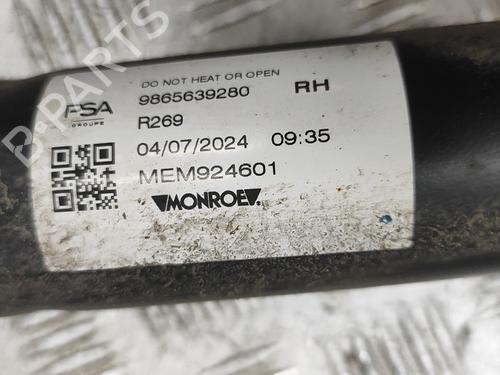 DO NOT HEAT OR OPEN
PSA
GROUPE
9865639280 RH
R269
04/07/2024 09:35
MEM924601
MONROE
B-PARTS